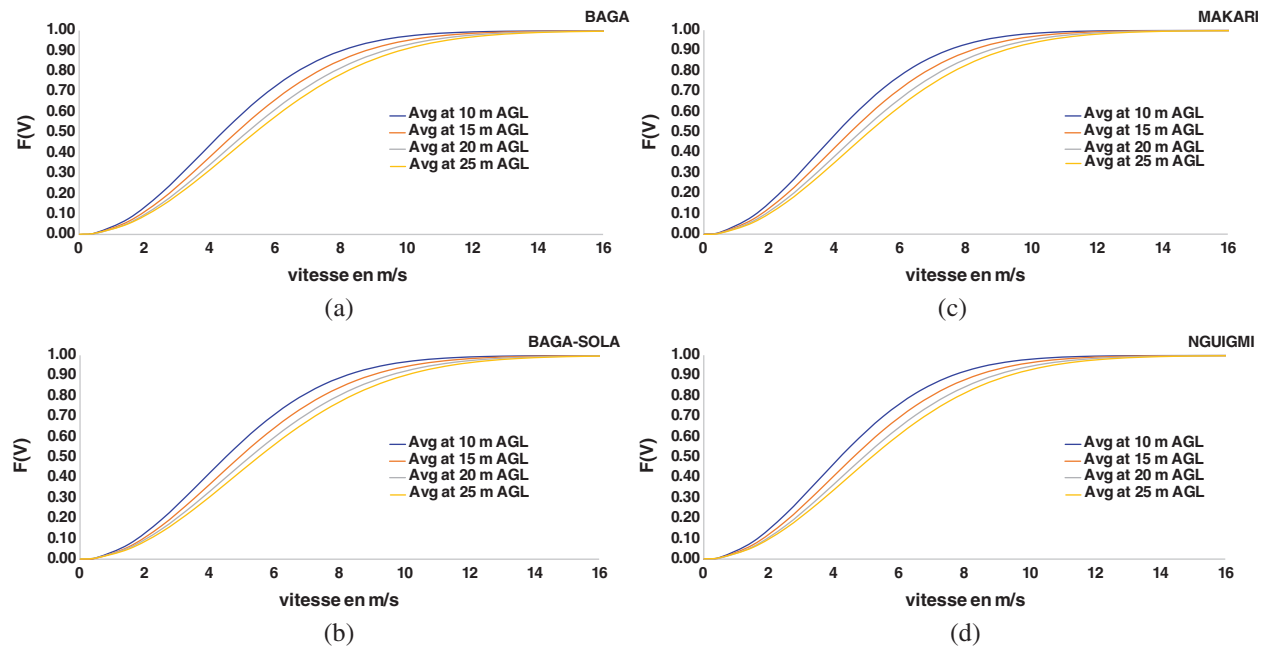 BAGA
1.00
0.90
0.80
0.70
0.60
0.50
0.40
0.30
0.20
0.10
0.00
F(V)
Avg at 10 m AGL
Avg at 15 m AGL
Avg at 20 m AGL
Avg at 25 m AGL
0 2 4 6 8 10 12 14 16
vitesse en m/s
(a)
MAKARI
1.00
0.90
0.80
0.70
0.60
0.50
0.40
0.30
0.20
0.10
0.00
F(V)
Avg at 10 m AGL
Avg at 15 m AGL
Avg at 20 m AGL
Avg at 25 m AGL
0 2 4 6 8 10 12 14 16
vitesse en m/s
(c)
BAGA-SOLA
1.00
0.90
0.80
0.70
0.60
0.50
0.40
0.30
0.20
0.10
0.00
F(V)
Avg at 10 m AGL
Avg at 15 m AGL
Avg at 20 m AGL
Avg at 25 m AGL
0 2 4 6 8 10 12 14 16
vitesse en m/s
(b)
NGUIGMI
1.00
0.90
0.80
0.70
0.60
0.50
0.40
0.30
0.20
0.10
0.00
F(V)
Avg at 10 m AGL
Avg at 15 m AGL
Avg at 20 m AGL
Avg at 25 m AGL
0 2 4 6 8 10 12 14 16
vitesse en m/s
(d)